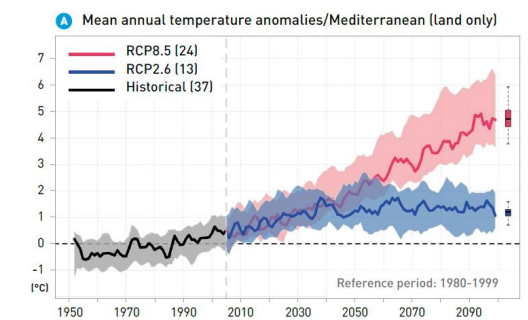 A Mean annual temperature anomalies/Mediterranean (land only)
7
RCP8.5 (24)
6
RCP2.6 (13)
5
Historical (37)
4
3
2
1
0
-1
(°C)
Reference period: 1980-1999
1950 1970 1990 2010 2030 2050 2070 2090